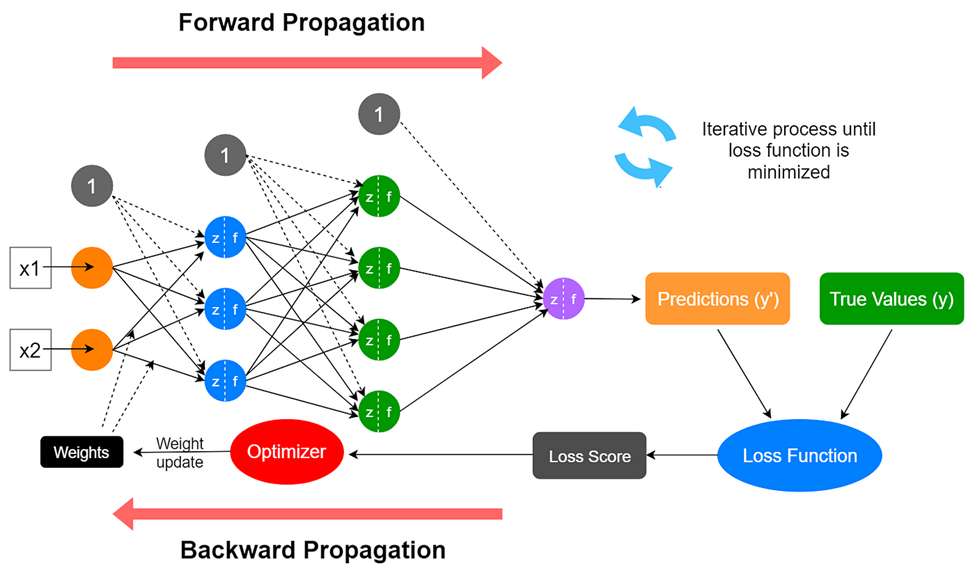 Forward Propagation
1
1
1
Iterative process until
loss function is
minimized
z f
z f
x1
z f
z f
z f
Predictions (y')
True Values (y)
z f
x2
z f
z f
Weights
Weight
update
Optimizer
Loss Score
Loss Function
Backward Propagation